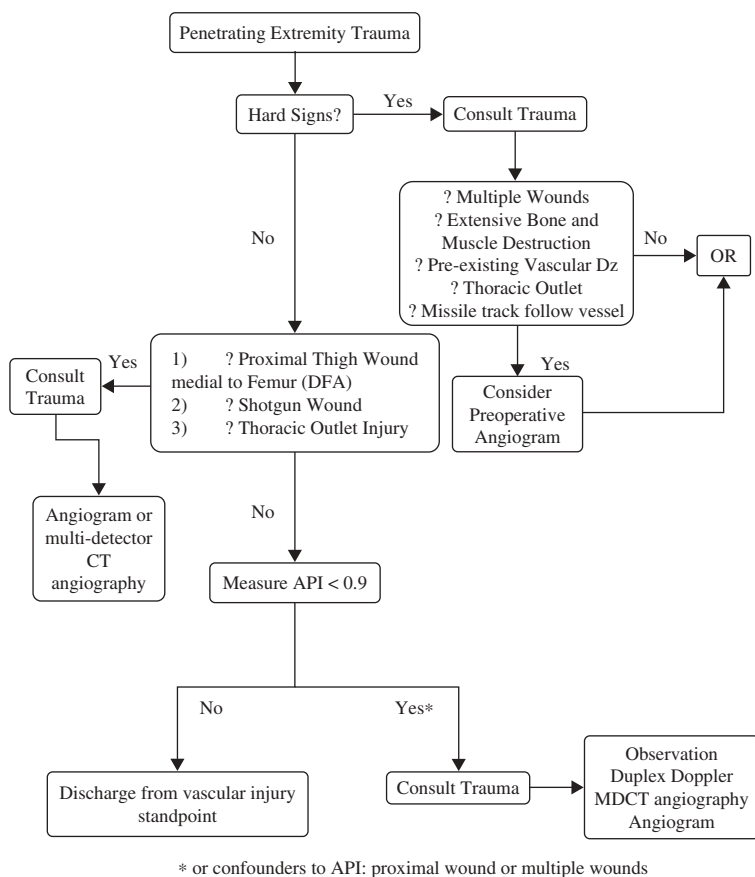 Penetrating Extremity Trauma
Hard Signs?
Yes
Consult Trauma
? Multiple Wounds
? Extensive Bone and
Muscle Destruction
? Pre-existing Vascular Dz
? Thoracic Outlet
? Missile track follow vessel
No
OR
Yes
Consider
Preoperative
Angiogram
No
1) ? Proximal Thigh Wound
medial to Femur (DFA)
2) ? Shotgun Wound
3) ? Thoracic Outlet Injury
Yes
Consult
Trauma
Angiogram or
multi-detector
CT
angiography
No
Measure API < 0.9
No
Discharge from vascular injury
standpoint
Yes*
Consult Trauma
Observation
Duplex Doppler
MDCT angiography
Angiogram
* or confounders to API: proximal wound or multiple wounds